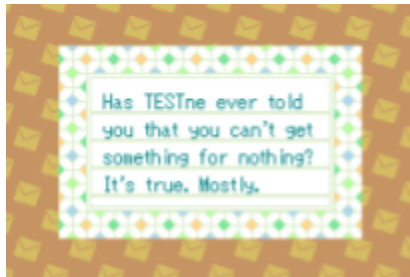 Has TESTne ever told
you that you can't get
something for nothing?
It's true. Mostly.